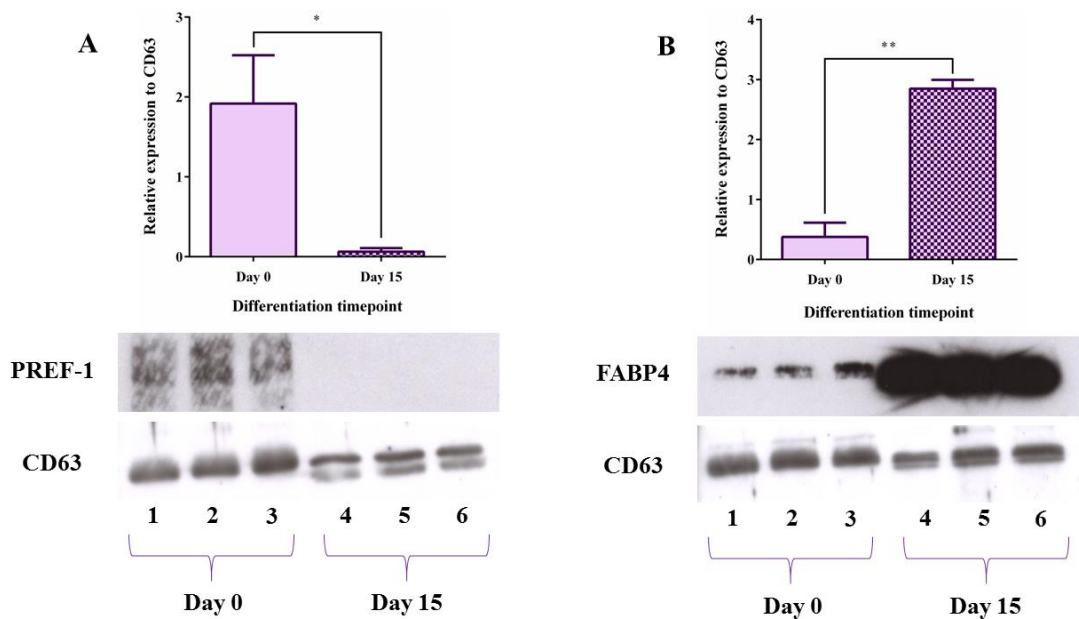 A
Relative expression to CD63
3
2
1
0
*
Day 0
Day 15
Differentiation timepoint
PREF-1
CD63
1 2 3 4 5 6
Day 0 Day 15
B
Relative expression to CD63
4
3
2
1
0
**
Day 0
Day 15
Differentiation timepoint
FABP4
CD63
1 2 3 4 5 6
Day 0 Day 15